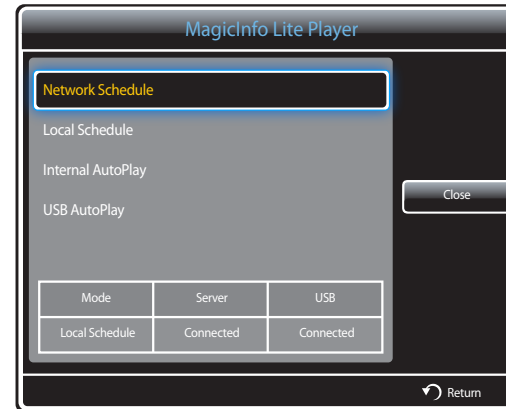 MagicInfo Lite Player
Network Schedule
Local Schedule
Internal AutoPlay
USB AutoPlay
Close
Mode Server USB
Local Schedule Connected Connected
Return